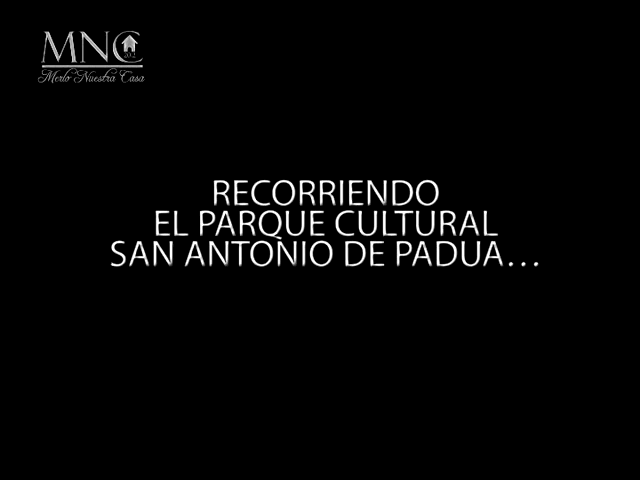 MNC
Merlo Nuestra Casa
RECORRIENDO
EL PARQUE CULTURAL
SAN ANTONIO DE PADUA...